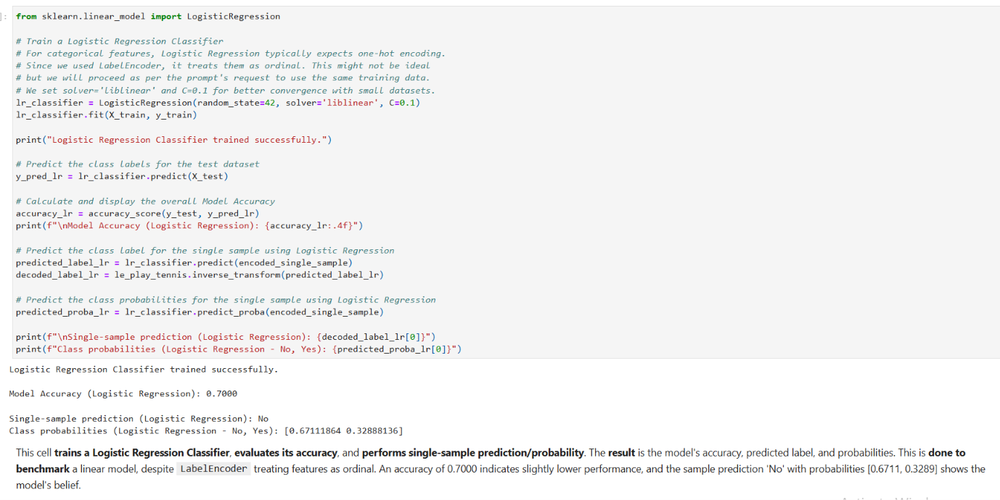 ]:
from sklearn.linear_model import LogisticRegression
# Train a Logistic Regression Classifier
# For categorical features, Logistic Regression typically expects one-hot encoding.
# Since we used LabelEncoder, it treats them as ordinal. This might not be ideal
# but we will proceed as per the prompt's request to use the same training data.
# We set solver='liblinear' and C=0.1 for better convergence with small datasets.
lr_classifier = LogisticRegression(random_state=42, solver='liblinear', C=0.1)
lr_classifier.fit(X_train, y_train)
print("Logistic Regression Classifier trained successfully.")
# Predict the class labels for the test dataset
y_pred_lr = lr_classifier.predict(X_test)
# Calculate and display the overall Model Accuracy
accuracy_lr = accuracy_score(y_test, y_pred_lr)
print(f"\nModel Accuracy (Logistic Regression): {accuracy_lr:.4f}")
# Predict the class label for the single sample using Logistic Regression
predicted_label_lr = lr_classifier.predict(encoded_single_sample)
decoded_label_lr = le_play_tennis.inverse_transform(predicted_label_lr)
# Predict the class probabilities for the single sample using Logistic Regression
predicted_proba_lr = lr_classifier.predict_proba(encoded_single_sample)
print(f"\nSingle-sample prediction (Logistic Regression): {decoded_label_lr[0]}")
print(f"Class probabilities (Logistic Regression - No, Yes): {predicted_proba_lr[0]}")
Logistic Regression Classifier trained successfully.
Model Accuracy (Logistic Regression): 0.7000
Single-sample prediction (Logistic Regression): No
Class probabilities (Logistic Regression - No, Yes): [0.67111864 0.32888136]
This cell trains a Logistic Regression Classifier, evaluates its accuracy, and performs single-sample prediction/probability. The result is the model's accuracy, predicted label, and probabilities. This is done to
benchmark a linear model, despite LabelEncoder treating features as ordinal. An accuracy of 0.7000 indicates slightly lower performance, and the sample prediction 'No' with probabilities [0.6711, 0.3289] shows the
model's belief.